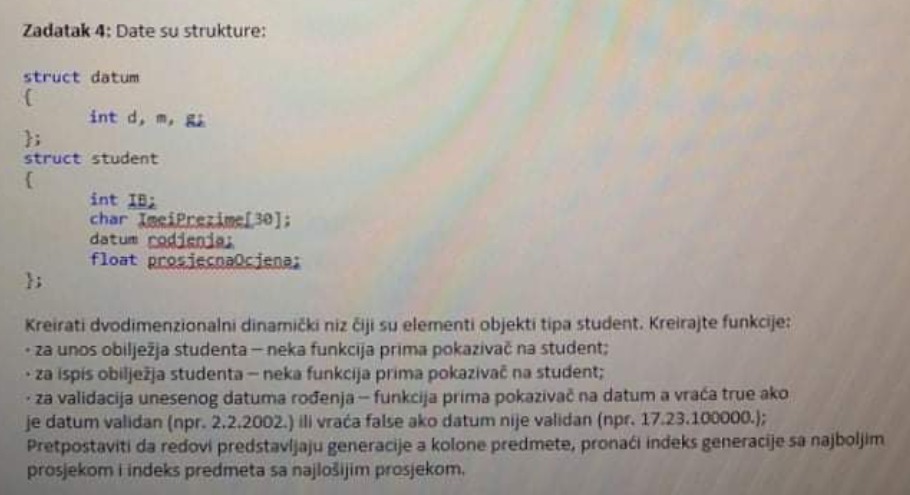 Zadatak 4: Date su strukture:
struct datum
{
int d, m, g;
};
struct student
{
int IB;
char ImeiPrezime[30];
datum rodjenja;
float prosjecnaOcjena;
};
Kreirati dvodimenzionalni dinamički niz čiji su elementi objekti tipa student. Kreirajte funkcije:
· za unos obilježja studenta – neka funkcija prima pokazivač na student;
· za ispis obilježja studenta – neka funkcija prima pokazivač na student;
· za validacija unesenog datuma rođenja – funkcija prima pokazivač na datum a vraća true ako
je datum validan (npr. 2.2.2002.) ili vraća false ako datum nije validan (npr. 17.23.100000.);
Pretpostaviti da redovi predstavljaju generacije a kolone predmete, pronaći indeks generacije sa najboljim
prosjekom i indeks predmeta sa najlošijim prosjekom.